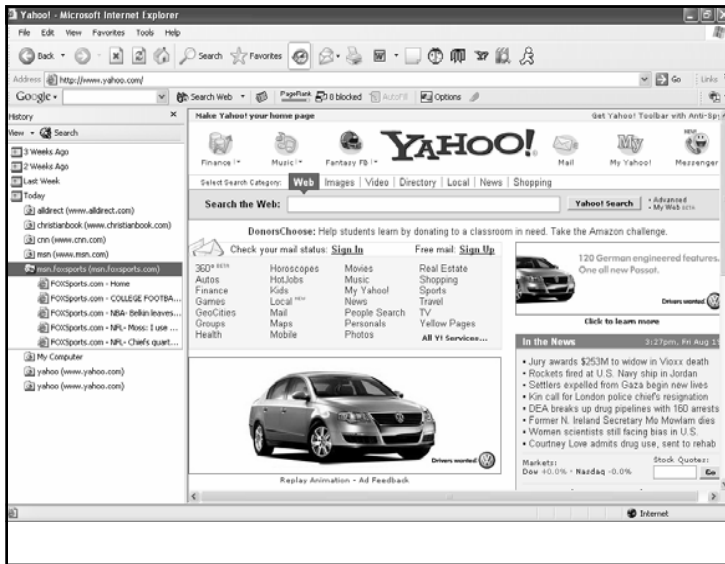 Yahoo! - Microsoft Internet Explorer
File Edit View Favorites Tools Help
Back Search Favorites
Address http://www.yahoo.com/ Go Links
Google Search Web PageRank 0 blocked AutoFill Options
History
View Search
3 Weeks Ago
2 Weeks Ago
Last Week
Today
alldirect (www.alldirect.com)
christianbook (www.christianbook.com)
cnn (www.cnn.com)
msn (www.msn.com)
msn.foxsports (msn.foxsports.com)
FOXSports.com - Home
FOXSports.com - COLLEGE FOOTBA...
FOXSports.com - NBA- Belkin leaves...
FOXSports.com - NFL- Moss: I use ...
FOXSports.com - NFL- Chiefs quart...
My Computer
yahoo (www.yahoo.com)
yahoo (www.yahoo.com)
Make Yahoo! your home page Get Yahoo! Toolbar with Anti-Spy
Finance Music Fantasy FB YAHOO! Mail My Yahoo! Messenger
Select Search Category: Web Images | Video | Directory | Local | News | Shopping
Search the Web: Yahoo! Search • Advanced
• My Web BETA
DonorsChoose: Help students learn by donating to a classroom in need. Take the Amazon challenge.
Check your mail status: Sign In Free mail: Sign Up
360° BETA Horoscopes Movies Real Estate
Autos HotJobs Music Shopping
Finance Kids My Yahoo! Sports
Games Local NEW News Travel
GeoCities Mail People Search TV
Groups Maps Personals Yellow Pages
Health Mobile Photos All Y! Services...
Drivers wanted.
Replay Animation - Ad Feedback
120 German engineered features.
One all new Passat.
Drivers wanted.
Click to learn more
In the News 3:27pm, Fri Aug 19
• Jury awards $253M to widow in Vioxx death
• Rockets fired at U.S. Navy ship in Jordan
• Settlers expelled from Gaza begin new lives
• Kin call for London police chief's resignation
• DEA breaks up drug pipelines with 160 arrests
• Former N. Ireland Secretary Mo Mowlam dies
• Women scientists still facing bias in U.S.
• Courtney Love admits drug use, sent to rehab
Markets: Stock Quotes:
Dow +0.0% • Nasdaq -0.0% Go
Internet